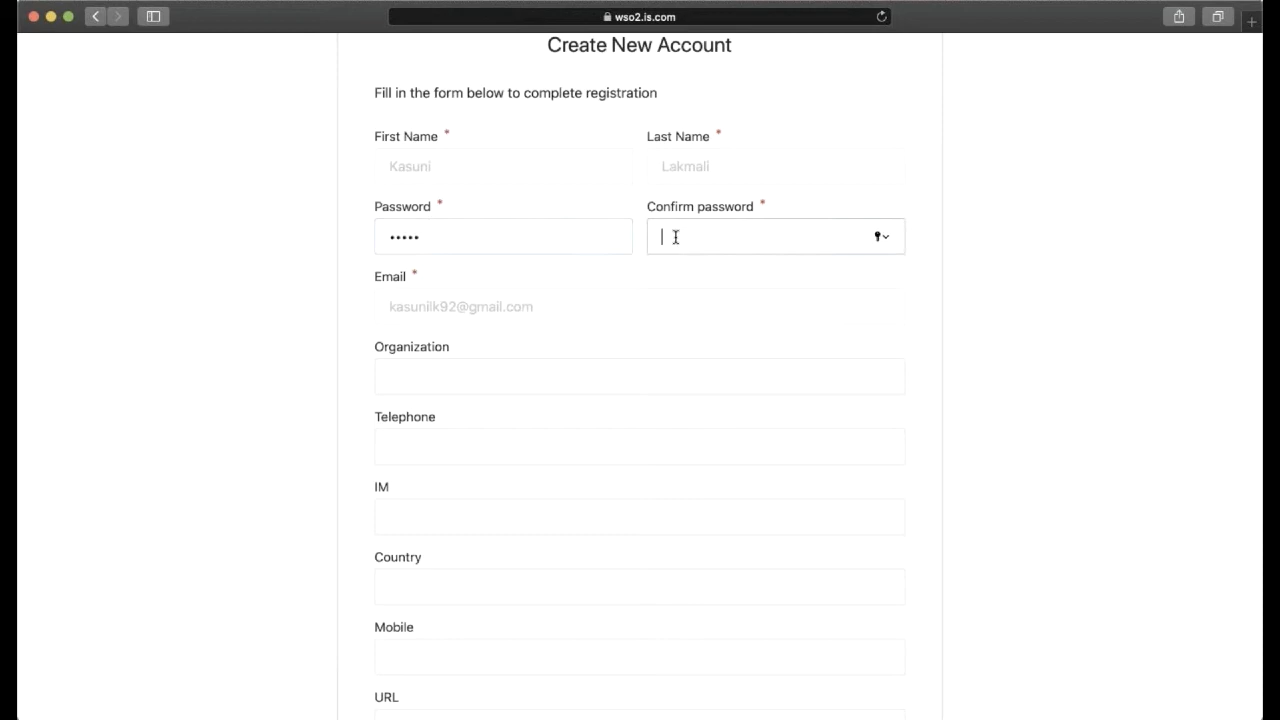 wso2.is.com
Create New Account
Fill in the form below to complete registration
First Name * Last Name *
Kasuni Lakmali
Password * Confirm password *
•••••
Email *
kasunilk92@gmail.com
Organization
Telephone
IM
Country
Mobile
URL